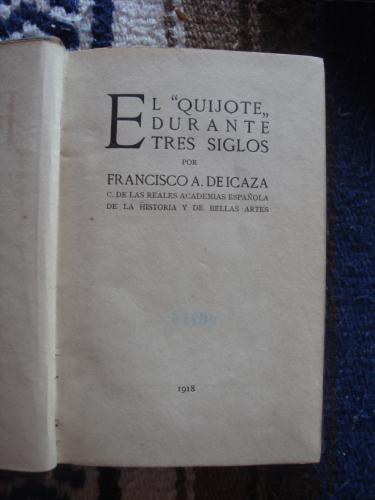 EL "QUIJOTE„
DURANTE
TRES SIGLOS
POR
FRANCISCO A. DE ICAZA
C. DE LAS REALES ACADEMIAS ESPAÑOLA
DE LA HISTORIA Y DE BELLAS ARTES
1918